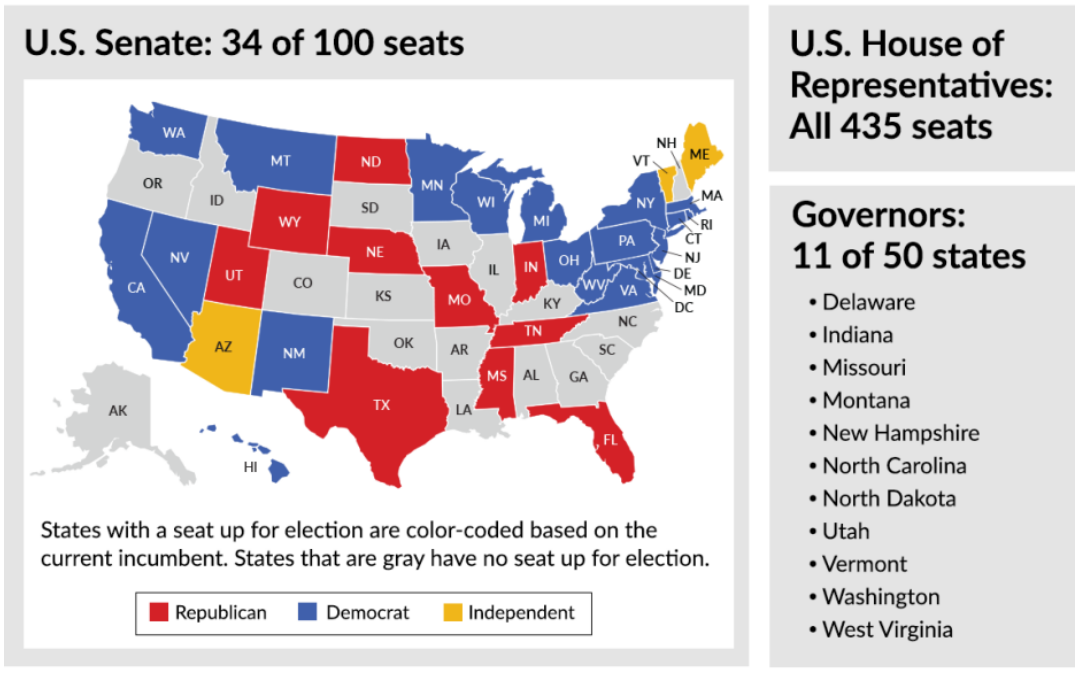 U.S. Senate: 34 of 100 seats
WA
MT
ND
MN
OR
ID
SD
WI
MI
WY
NE
IA
NV
UT
CO
KS
MO
IL
IN
OH
KY
CA
AZ
NM
OK
AR
TN
NC
SC
TX
LA
MS
AL
GA
FL
AK
HI
WV
VA
PA
NY
VT
NH
ME
MA
RI
CT
NJ
DE
MD
DC
States with a seat up for election are color-coded based on the
current incumbent. States that are gray have no seat up for election.
Republican
Democrat
Independent
U.S. House of
Representatives:
All 435 seats
Governors:
11 of 50 states
• Delaware
• Indiana
• Missouri
• Montana
• New Hampshire
• North Carolina
• North Dakota
• Utah
• Vermont
• Washington
• West Virginia